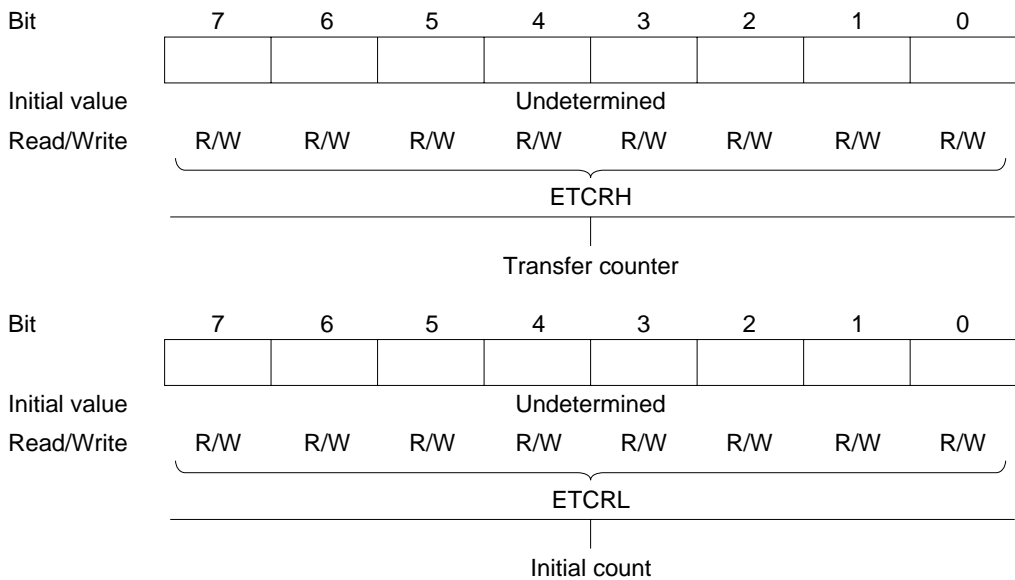 Bit 7 6 5 4 3 2 1 0
Initial value Undetermined
Read/Write R/W R/W R/W R/W R/W R/W R/W R/W
ETCRH
Transfer counter
Bit 7 6 5 4 3 2 1 0
Initial value Undetermined
Read/Write R/W R/W R/W R/W R/W R/W R/W R/W
ETCRL
Initial count